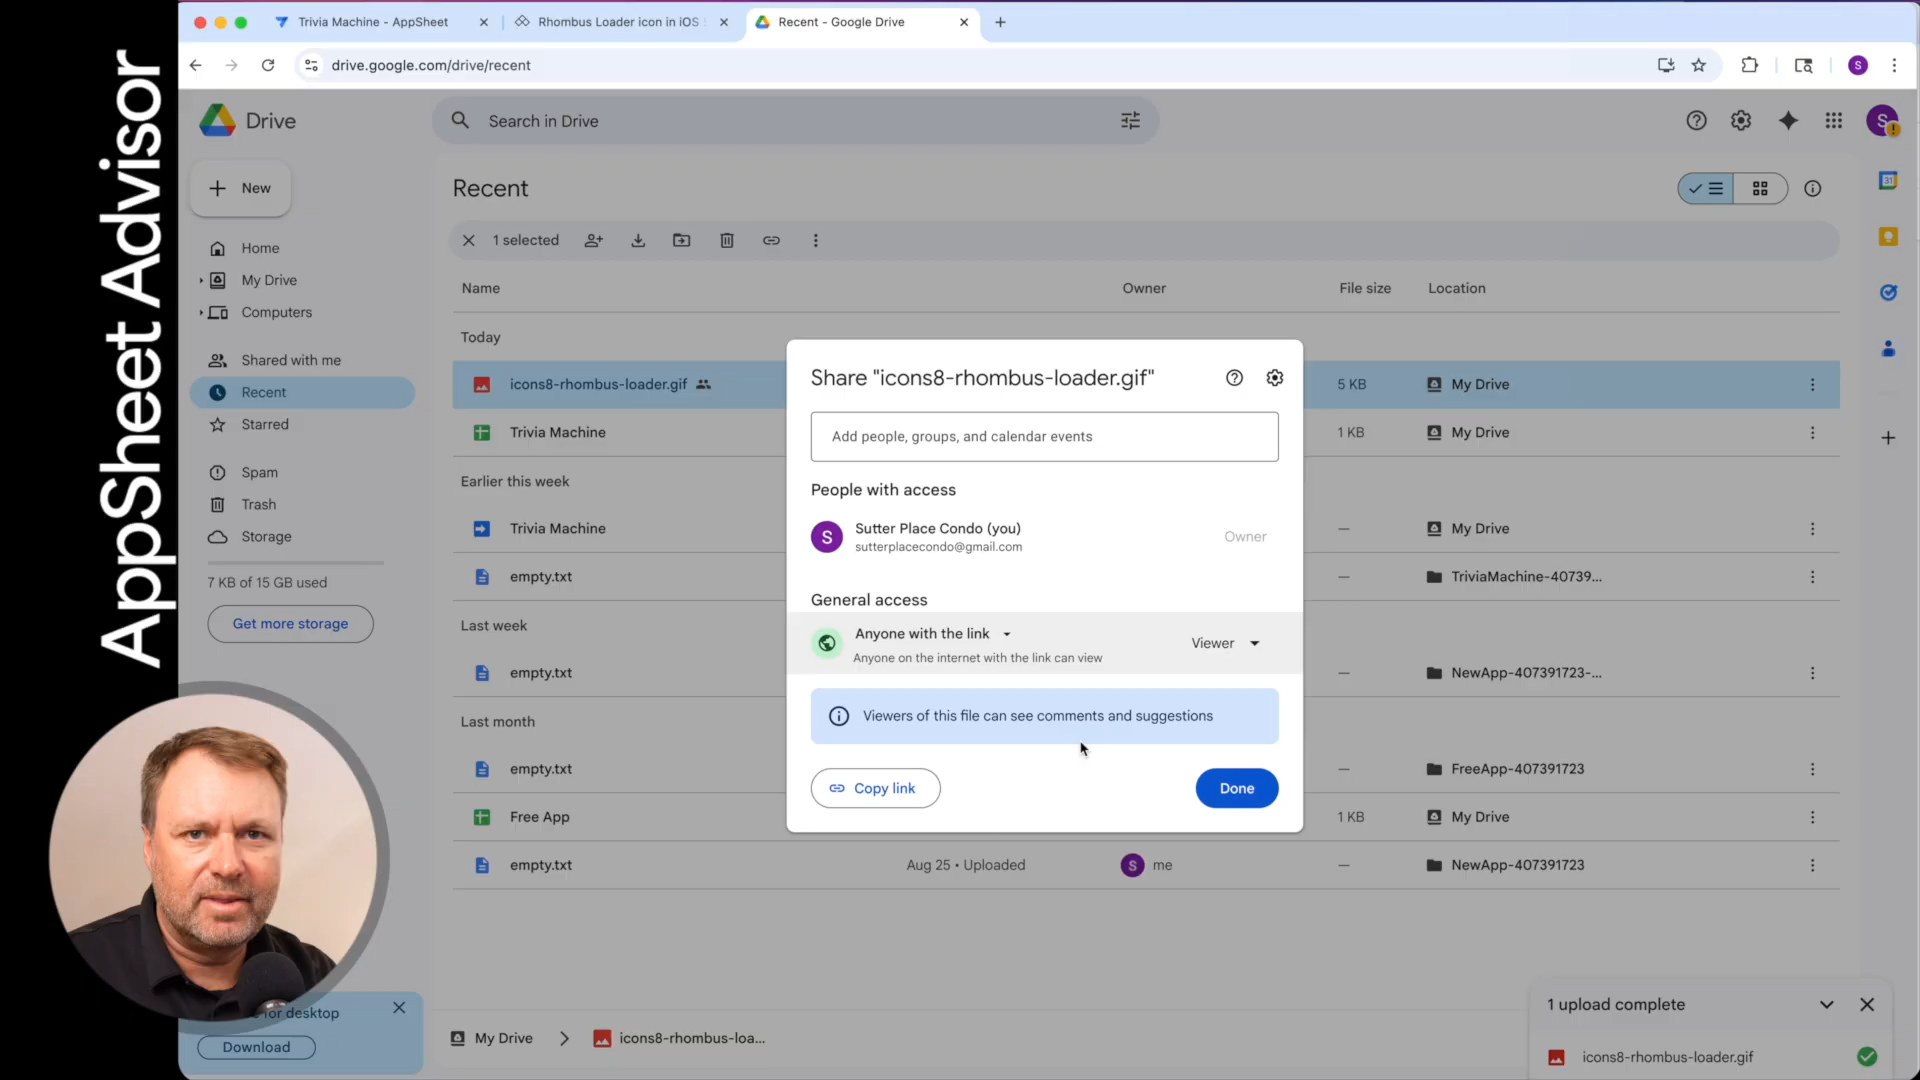 AppSheet Advisor
Trivia Machine - AppSheet
Rhombus Loader icon in iOS
Recent - Google Drive
drive.google.com/drive/recent
S
Drive
Search in Drive
S
New
Recent
31
1 selected
Home
My Drive
Computers
Shared with me
Recent
Starred
Spam
Trash
Storage
7 KB of 15 GB used
Get more storage
Name
Owner
File size
Location
Today
icons8-rhombus-loader.gif
5 KB
My Drive
Trivia Machine
1 KB
My Drive
Earlier this week
Trivia Machine
—
My Drive
empty.txt
—
TriviaMachine-40739...
Last week
empty.txt
—
NewApp-407391723-...
Last month
empty.txt
—
FreeApp-407391723
Free App
1 KB
My Drive
empty.txt
Aug 25 • Uploaded
S
me
—
NewApp-407391723
Share "icons8-rhombus-loader.gif"
Add people, groups, and calendar events
People with access
S
Sutter Place Condo (you)
sutterplacecondo@gmail.com
Owner
General access
Anyone with the link
Anyone on the internet with the link can view
Viewer
Viewers of this file can see comments and suggestions
Copy link
Done
for desktop
Download
My Drive
icons8-rhombus-loa...
1 upload complete
icons8-rhombus-loader.gif